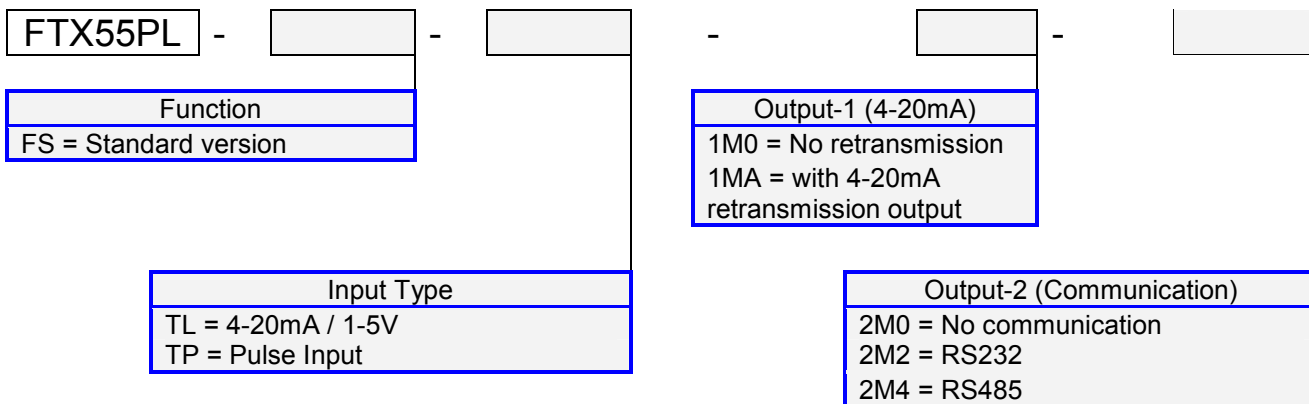 FTX55PL - - - -
Function
FS = Standard version
Output-1 (4-20mA)
1M0 = No retransmission
1MA = with 4-20mA
retransmission output
Input Type
TL = 4-20mA / 1-5V
TP = Pulse Input
Output-2 (Communication)
2M0 = No communication
2M2 = RS232
2M4 = RS485